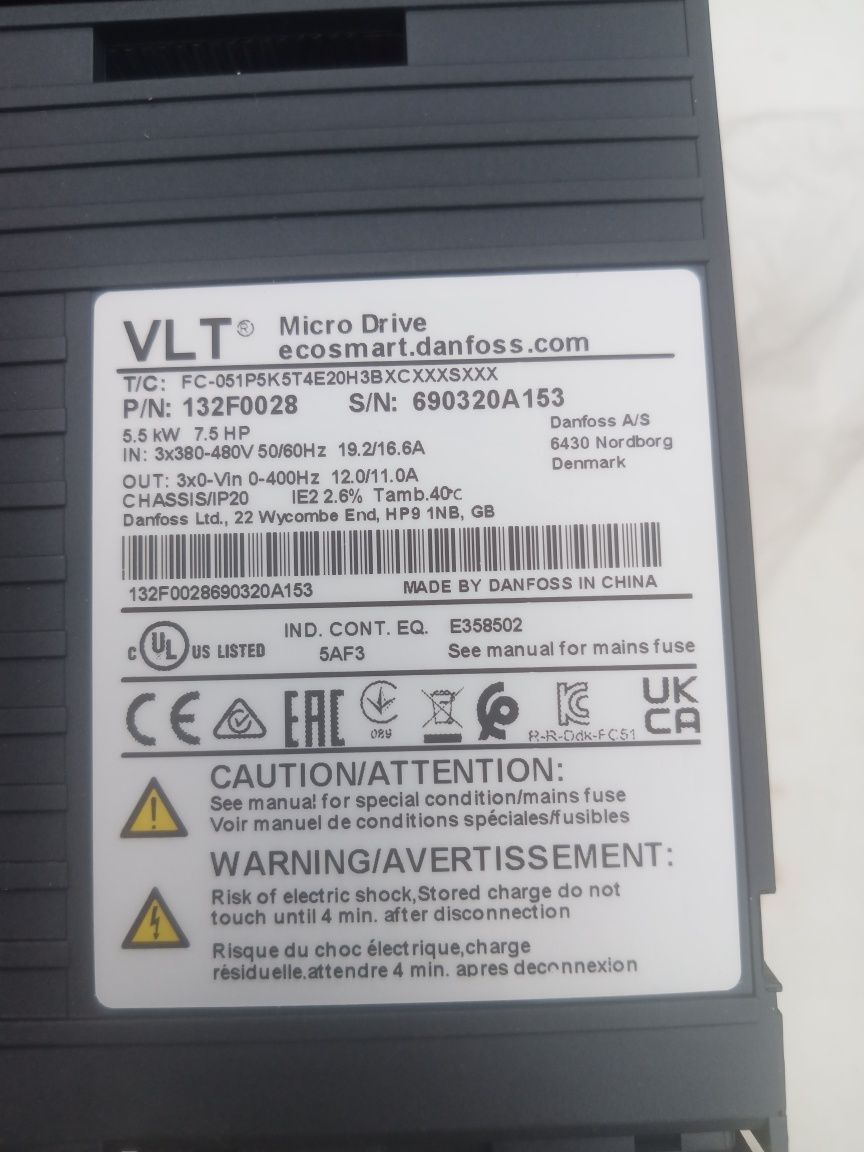 VLT® Micro Drive
ecosmart.danfoss.com
T/C: FC-051P5K5T4E20H3BXCXXXSXXX
P/N: 132F0028 S/N: 690320A153
5.5 kW 7.5 HP
IN: 3x380-480V 50/60Hz 19.2/16.6A
OUT: 3x0-Vin 0-400Hz 12.0/11.0A
CHASSIS/IP20 IE2 2.6% Tamb.40°C
Danfoss A/S
6430 Nordborg
Denmark
Danfoss Ltd., 22 Wycombe End, HP9 1NB, GB
132F0028690320A153 MADE BY DANFOSS IN CHINA
c UL US LISTED
IND. CONT. EQ. E358502
5AF3 See manual for mains fuse
CE EAC 089 UK CA
R-R-Ddk-FC51
CAUTION/ATTENTION:
See manual for special condition/mains fuse
Voir manuel de conditions spéciales/fusibles
WARNING/AVERTISSEMENT:
Risk of electric shock,Stored charge do not
touch until 4 min. after disconnection
Risque du choc électrique,charge
résiduelle,attendre 4 min. apres deconnexion